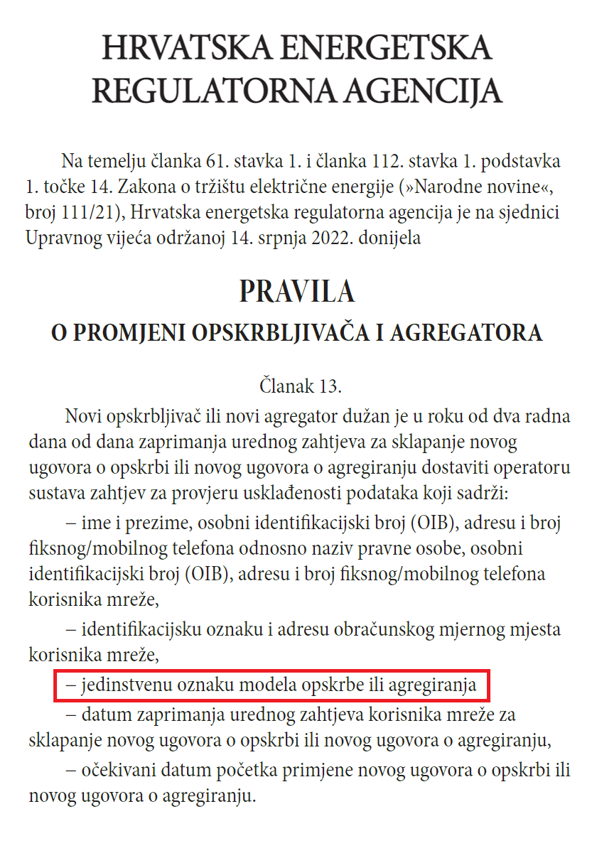 HRVATSKA ENERGETSKA
REGULATORNA AGENCIJA
Na temelju članka 61. stavka 1. i članka 112. stavka 1. podstavka
1. točke 14. Zakona o tržištu električne energije (»Narodne novine«,
broj 111/21), Hrvatska energetska regulatorna agencija je na sjednici
Upravnog vijeća održanoj 14. srpnja 2022. donijela
PRAVILA
O PROMJENI OPSKRBLJIVAČA I AGREGATORA
Članak 13.
Novi opskrbljivač ili novi agregator dužan je u roku od dva radna
dana od dana zaprimanja urednog zahtjeva za sklapanje novog
ugovora o opskrbi ili novog ugovora o agregiranju dostaviti operatoru
sustava zahtjev za provjeru usklađenosti podataka koji sadrži:
– ime i prezime, osobni identifikacijski broj (OIB), adresu i broj
fiksnog/mobilnog telefona odnosno naziv pravne osobe, osobni
identifikacijski broj (OIB), adresu i broj fiksnog/mobilnog telefona
korisnika mreže,
– identifikacijsku oznaku i adresu obračunskog mjernog mjesta
korisnika mreže,
– jedinstvenu oznaku modela opskrbe ili agregiranja
– datum zaprimanja urednog zahtjeva korisnika mreže za
sklapanje novog ugovora o opskrbi ili novog ugovora o agregiranju,
– očekivani datum početka primjene novog ugovora o opskrbi ili
novog ugovora o agregiranju.